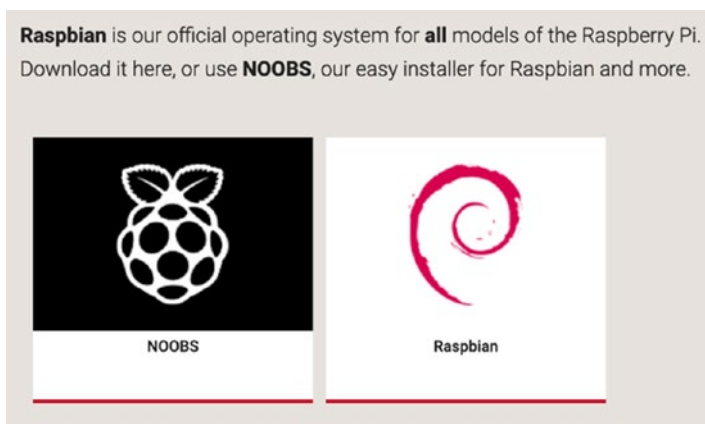 Raspbian is our official operating system for all models of the Raspberry Pi.
Download it here, or use NOOBS, our easy installer for Raspbian and more.
NOOBS
Raspbian